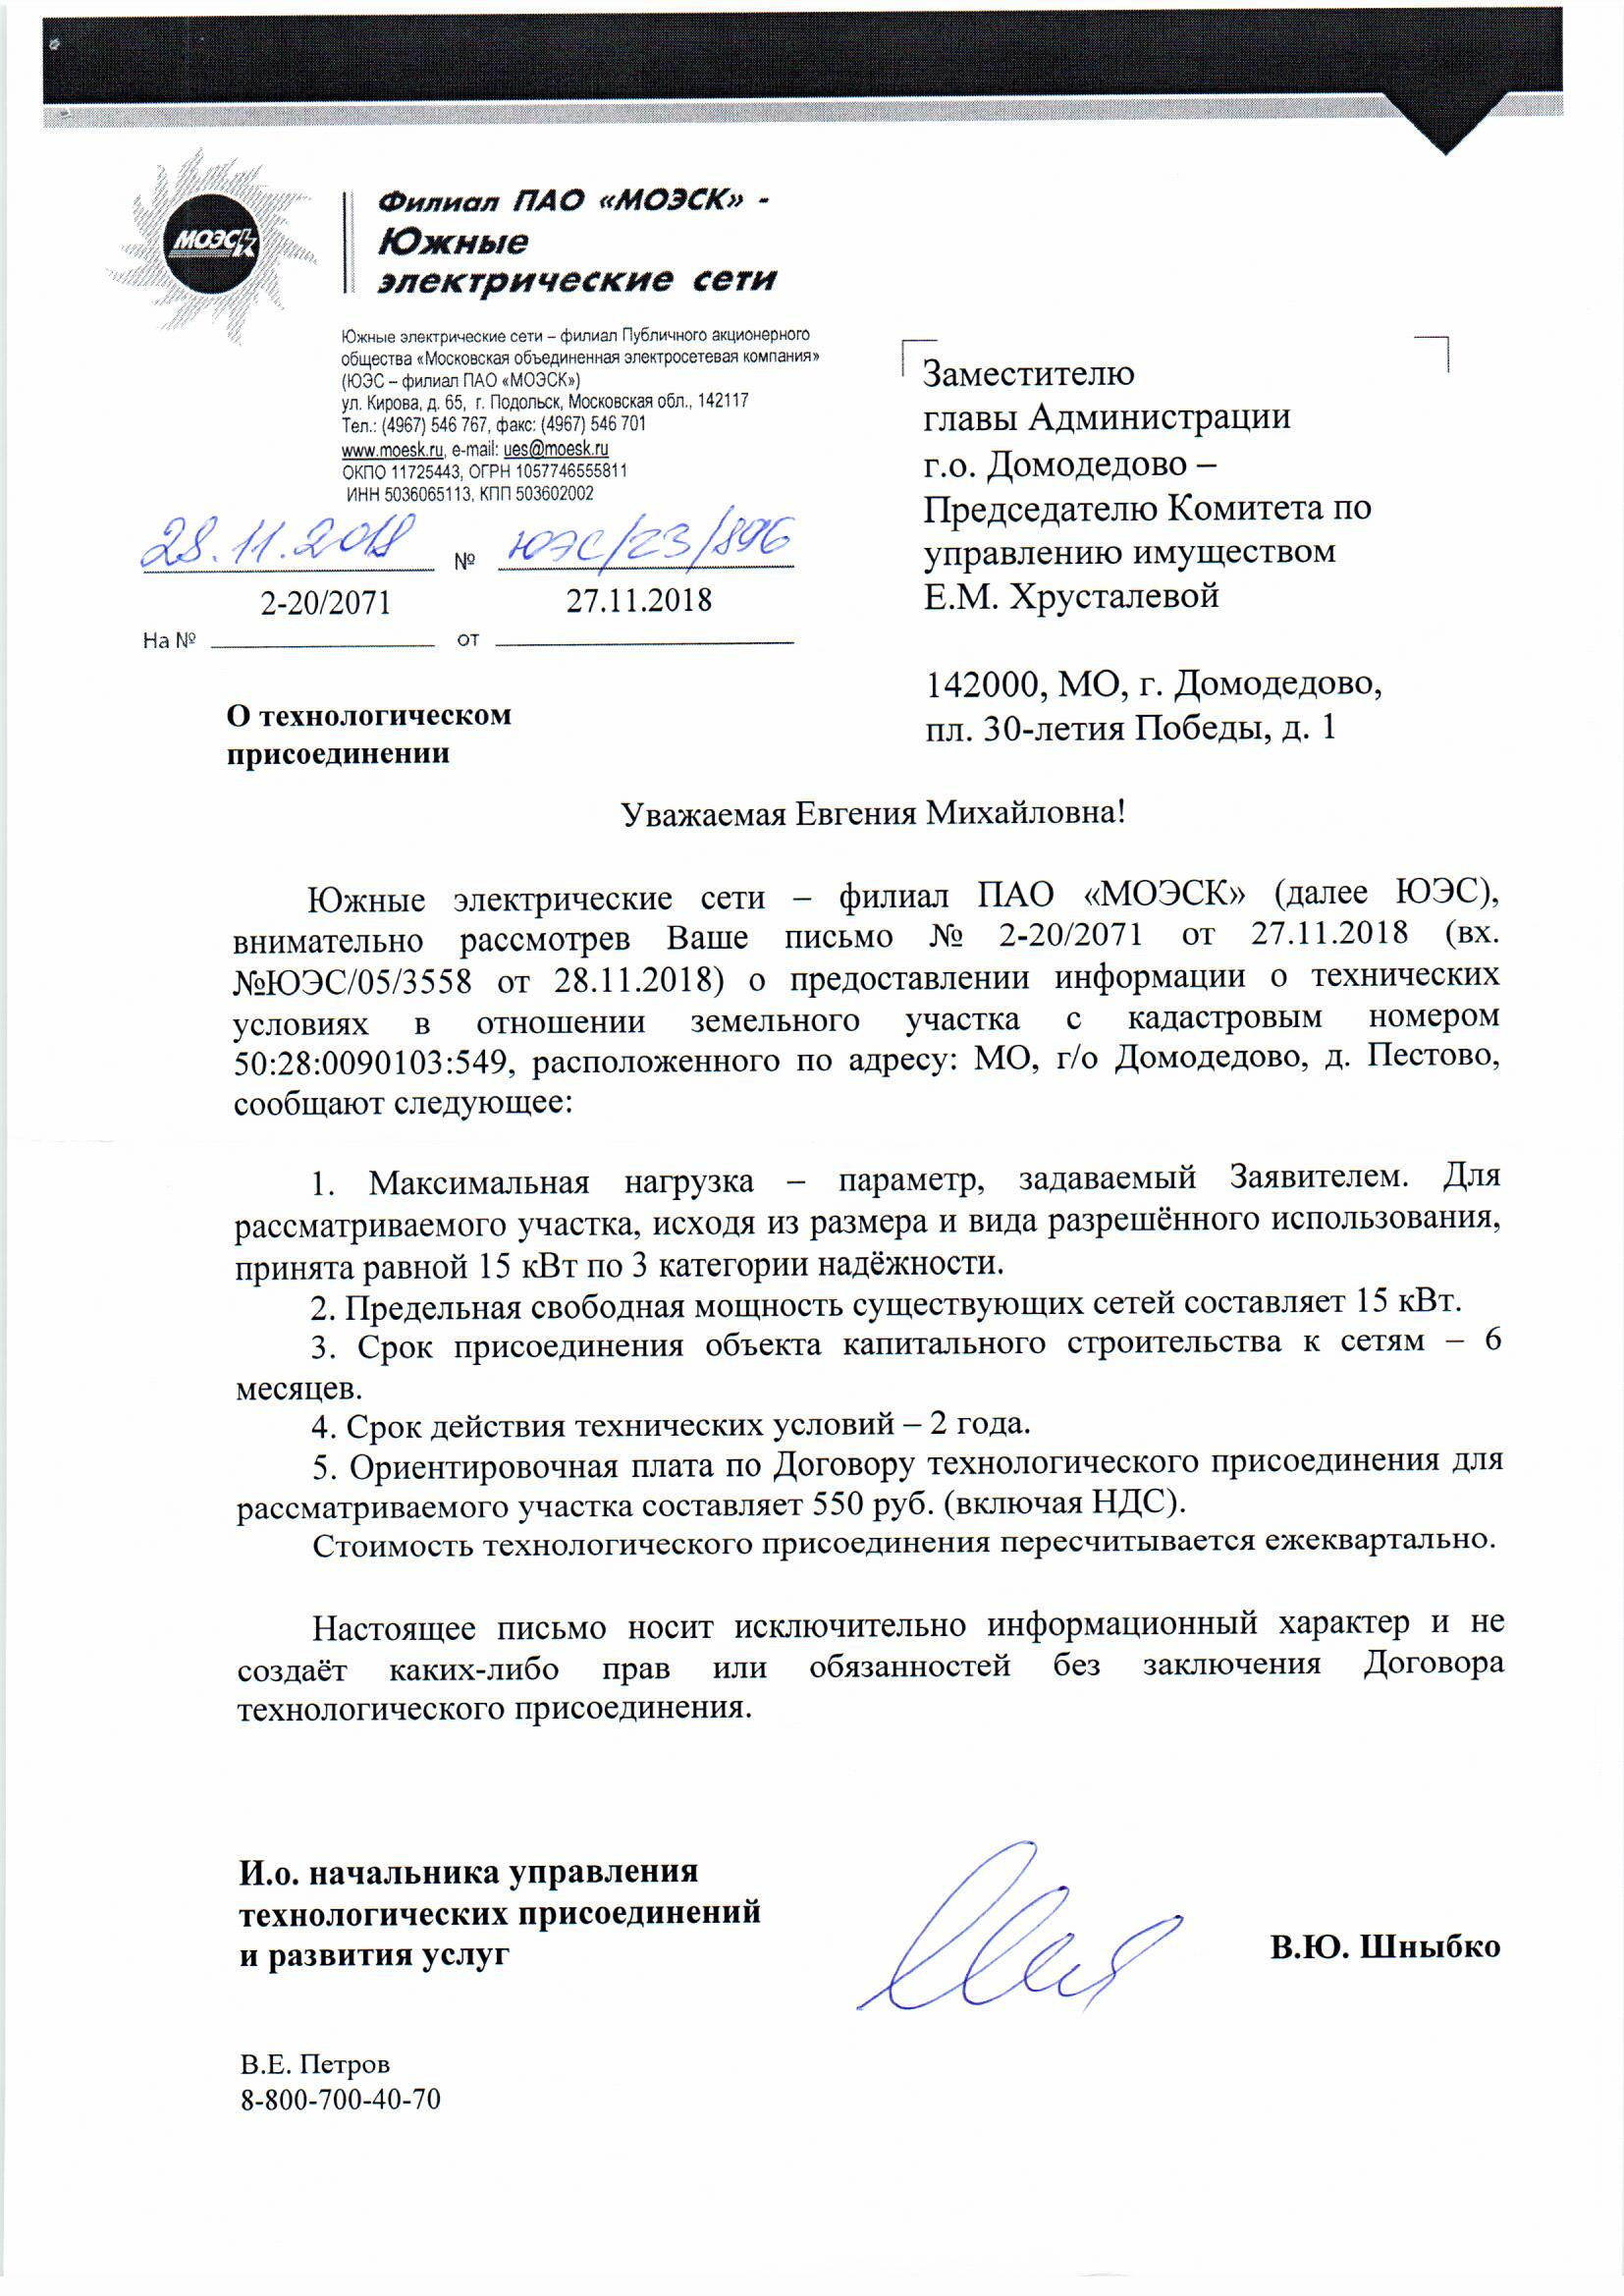 МОЭСК
Филиал ПАО «МОЭСК» -
Южные
электрические сети
Южные электрические сети – филиал Публичного акционерного
общества «Московская объединенная электросетевая компания»
(ЮЭС – филиал ПАО «МОЭСК»)
ул. Кирова, д. 65, г. Подольск, Московская обл., 142117
Тел.: (4967) 546 767, факс: (4967) 546 701
www.moesk.ru, e-mail: ues@moesk.ru
ОКПО 11725443, ОГРН 1057746555811
ИНН 5036065113, КПП 503602002
28.11.2018 № ЮЭС/23/896
2-20/2071 27.11.2018
На № от
Заместителю
главы Администрации
г.о. Домодедово –
Председателю Комитета по
управлению имуществом
Е.М. Хрусталевой
142000, МО, г. Домодедово,
пл. 30-летия Победы, д. 1
О технологическом
присоединении
Уважаемая Евгения Михайловна!
Южные электрические сети – филиал ПАО «МОЭСК» (далее ЮЭС),
внимательно рассмотрев Ваше письмо № 2-20/2071 от 27.11.2018 (вх.
№ЮЭС/05/3558 от 28.11.2018) о предоставлении информации о технических
условиях в отношении земельного участка с кадастровым номером
50:28:0090103:549, расположенного по адресу: МО, г/о Домодедово, д. Пестово,
сообщают следующее:
1. Максимальная нагрузка – параметр, задаваемый Заявителем. Для
рассматриваемого участка, исходя из размера и вида разрешённого использования,
принята равной 15 кВт по 3 категории надёжности.
2. Предельная свободная мощность существующих сетей составляет 15 кВт.
3. Срок присоединения объекта капитального строительства к сетям – 6
месяцев.
4. Срок действия технических условий – 2 года.
5. Ориентировочная плата по Договору технологического присоединения для
рассматриваемого участка составляет 550 руб. (включая НДС).
Стоимость технологического присоединения пересчитывается ежеквартально.
Настоящее письмо носит исключительно информационный характер и не
создаёт каких-либо прав или обязанностей без заключения Договора
технологического присоединения.
И.о. начальника управления
технологических присоединений
и развития услуг
В.Ю. Шныбко
В.Е. Петров
8-800-700-40-70